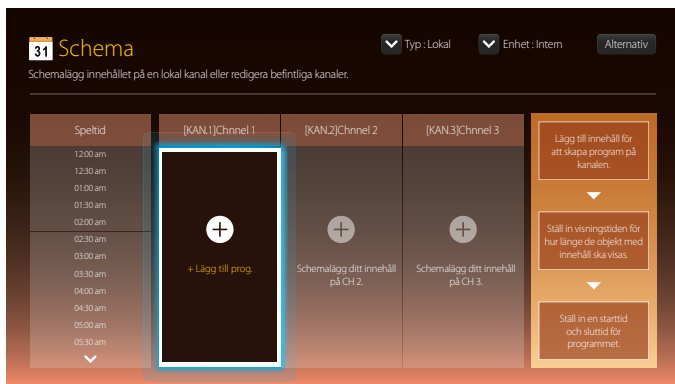 31 Schema
Typ : Lokal
Enhet : Intern
Alternativ
Schemalägg innehållet på en lokal kanal eller redigera befintliga kanaler.
Speltid
[KAN.1]Chnnel 1
[KAN.2]Chnnel 2
[KAN.3]Chnnel 3
12:00 am
12:30 am
01:00 am
01:30 am
02:00 am
02:30 am
03:00 am
03:30 am
04:00 am
04:30 am
05:00 am
05:30 am
+ Lägg till prog.
Schemalägg ditt innehåll
på CH 2.
Schemalägg ditt innehåll
på CH 3.
Lägg till innehåll för
att skapa program på
kanalen.
Ställ in visningstiden för
hur länge de objekt med
innehåll ska visas.
Ställ in en starttid
och sluttid för
programmet.